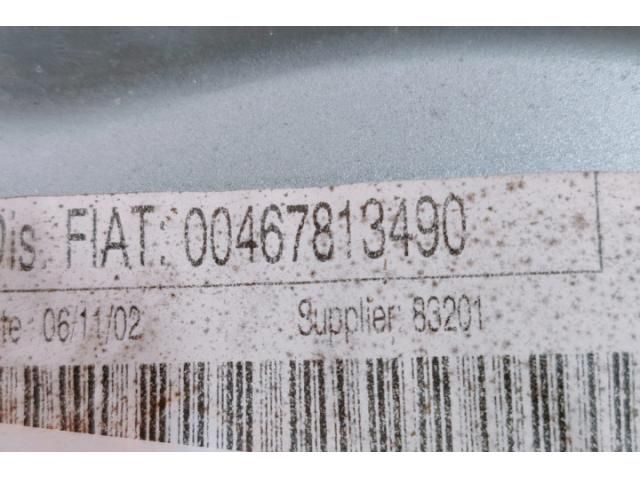 Dis. FIAT: 00467813490
te : 06/11/02 Supplier: 83201